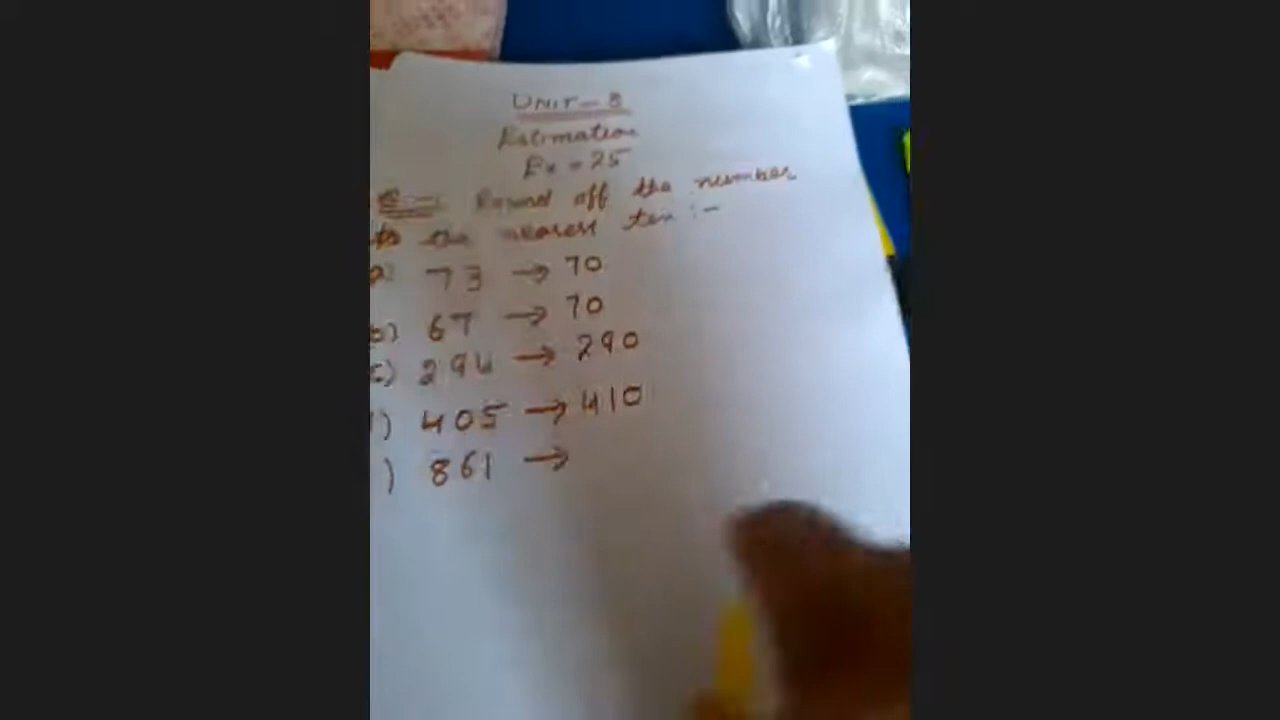 Unit - 8
Estimation
Ex = 25
Round off the number
to the nearest ten :-
a) 73 → 70
b) 67 → 70
c) 294 → 290
) 405 → 410
) 861 →